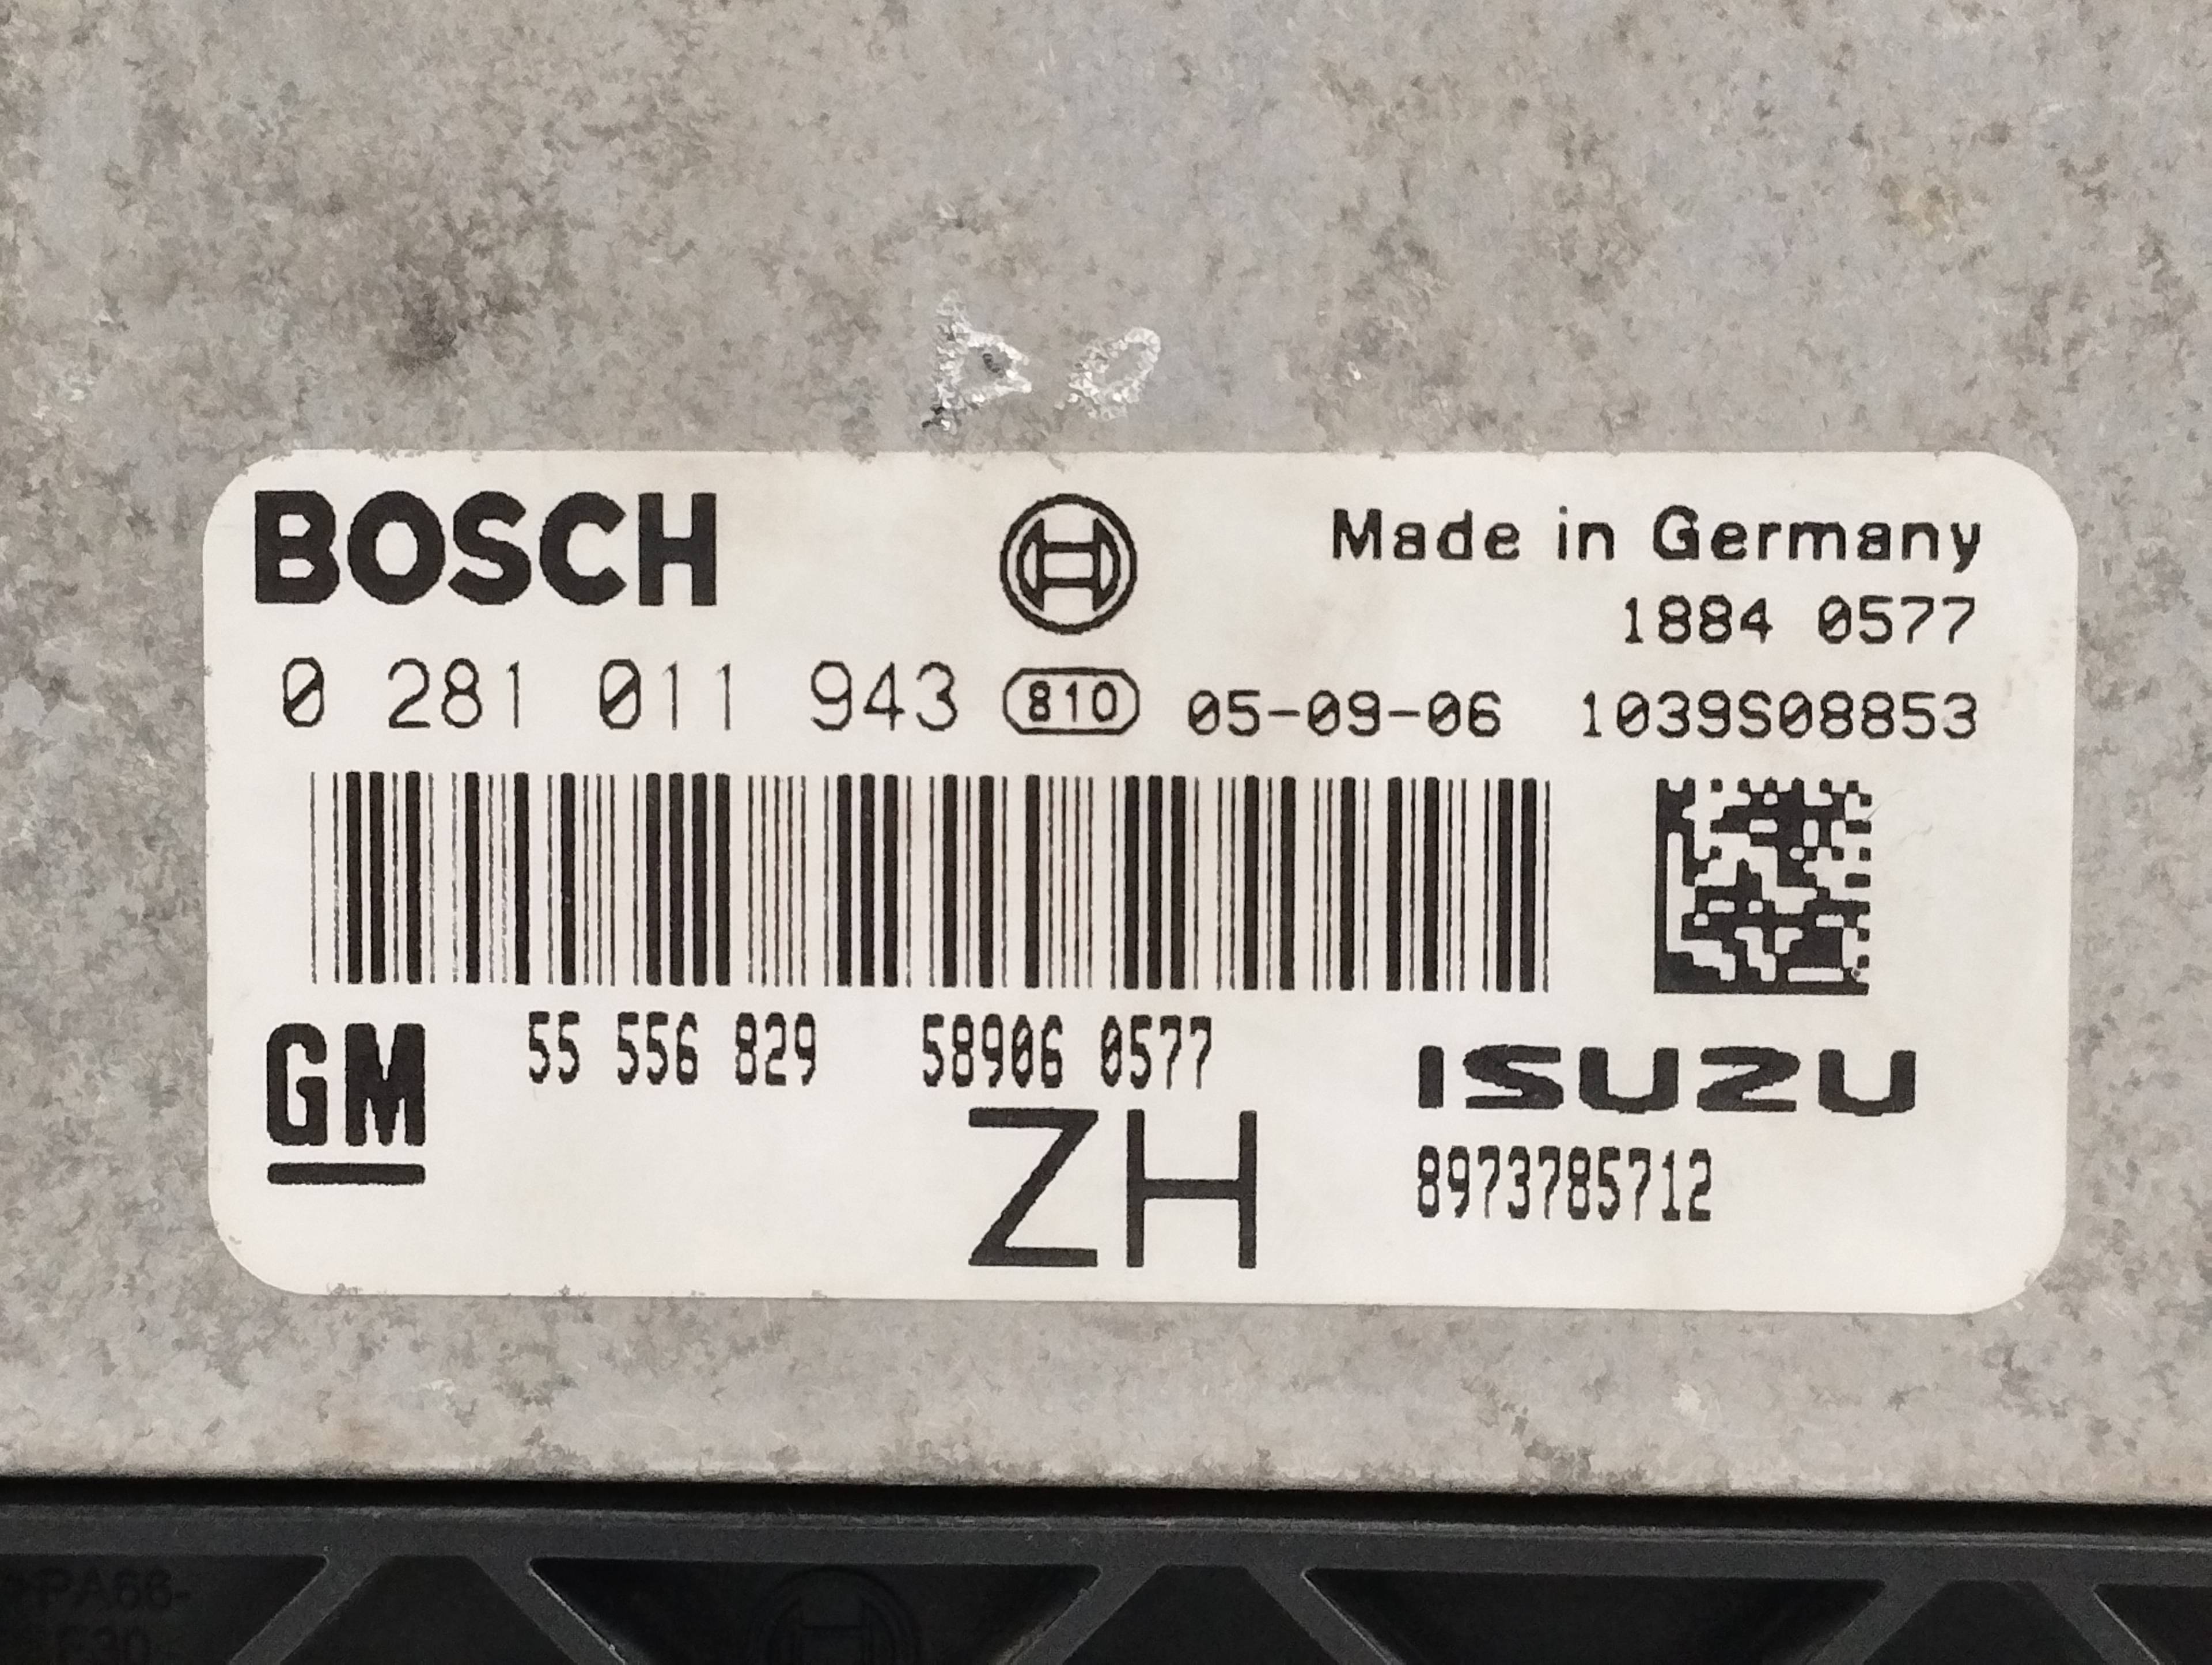 BOSCH
Made in Germany
1884 0577
0 281 011 943 810 05-09-06 1039S08853
GM 55 556 829 58906 0577 ISUZU
ZH 8973785712
PA66-